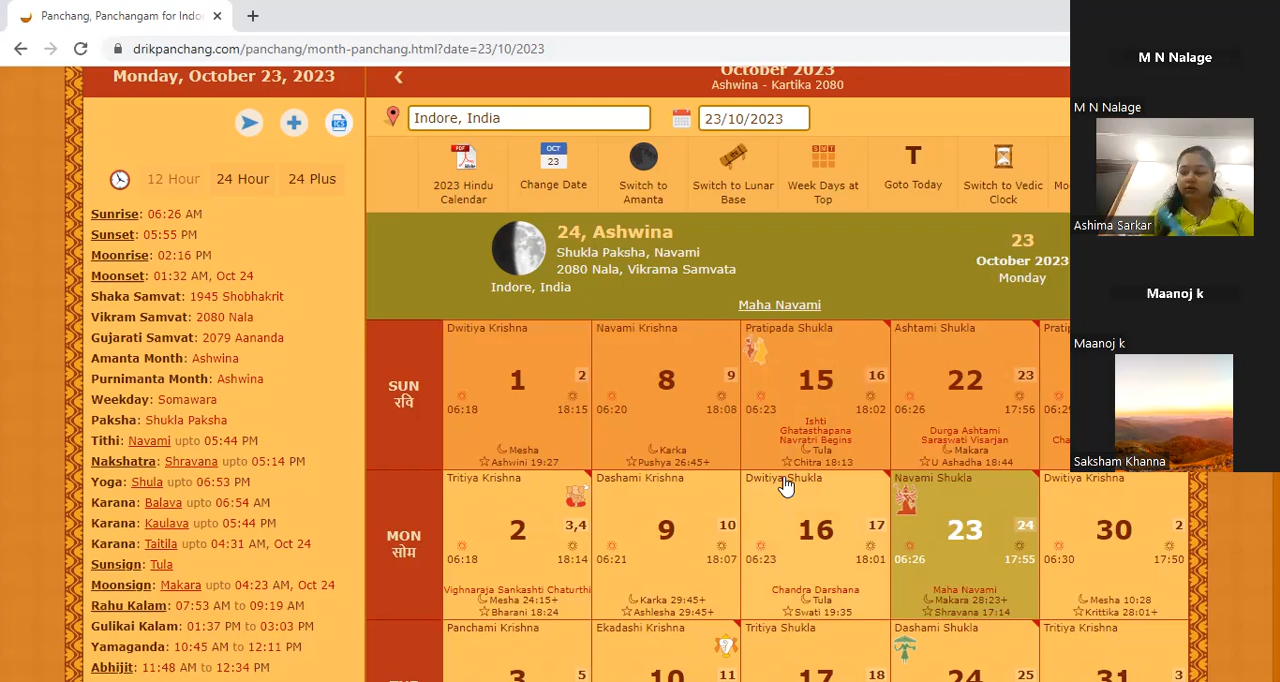 Panchang, Panchangam for Indo
drikpanchang.com/panchang/month-panchang.html?date=23/10/2023
Monday, October 23, 2023
12 Hour 24 Hour 24 Plus
Sunrise: 06:26 AM
Sunset: 05:55 PM
Moonrise: 02:16 PM
Moonset: 01:32 AM, Oct 24
Shaka Samvat: 1945 Shobhakrit
Vikram Samvat: 2080 Nala
Gujarati Samvat: 2079 Aananda
Amanta Month: Ashwina
Purnimanta Month: Ashwina
Weekday: Somawara
Paksha: Shukla Paksha
Tithi: Navami upto 05:44 PM
Nakshatra: Shravana upto 05:14 PM
Yoga: Shula upto 06:53 PM
Karana: Balava upto 06:54 AM
Karana: Kaulava upto 05:44 PM
Karana: Taitila upto 04:31 AM, Oct 24
Sunsign: Tula
Moonsign: Makara upto 04:23 AM, Oct 24
Rahu Kalam: 07:53 AM to 09:19 AM
Gulikai Kalam: 01:37 PM to 03:03 PM
Yamaganda: 10:45 AM to 12:11 PM
Abhijit: 11:48 AM to 12:34 PM
October 2023
Ashwina - Kartika 2080
Indore, India
23/10/2023
PDF
2023 Hindu Calendar
OCT 23
Change Date
Switch to Amanta
Switch to Lunar Base
S M T
Week Days at Top
T
Goto Today
Switch to Vedic Clock
Mo
24, Ashwina
Shukla Paksha, Navami
2080 Nala, Vikrama Samvata
Indore, India
23
October 2023
Monday
Maha Navami
SUN
रवि
Dwitiya Krishna
1 2
06:18 18:15
Mesha
Ashwini 19:27
Navami Krishna
8 9
06:20 18:08
Karka
Pushya 26:45+
Pratipada Shukla
15 16
06:23 18:02
Ishti
Ghatasthapana
Navratri Begins
Tula
Chitra 18:13
Ashtami Shukla
22 23
06:26 17:56
Durga Ashtami
Saraswati Visarjan
Makara
U Ashadha 18:44
Pratip
06:29
Cha
MON
सोम
Tritiya Krishna
2 3,4
06:18 18:14
Vighnaraja Sankashti Chaturthi
Mesha 24:15+
Bharani 18:24
Dashami Krishna
9 10
06:21 18:07
Karka 29:45+
Ashlesha 29:45+
Dwitiya Shukla
16 17
06:23 18:01
Chandra Darshana
Tula
Swati 19:35
Navami Shukla
23 24
06:26 17:55
Maha Navami
Makara 28:23+
Shravana 17:14
Dwitiya Krishna
30 2
06:30 17:50
Mesha 10:28
Krittika 28:01+
Panchami Krishna
3 5
Ekadashi Krishna
10 11
Tritiya Shukla
17 18
Dashami Shukla
24 25
Tritiya Krishna
31 3
M N Nalage
M N Nalage
Ashima Sarkar
Maanoj k
Maanoj k
Saksham Khanna